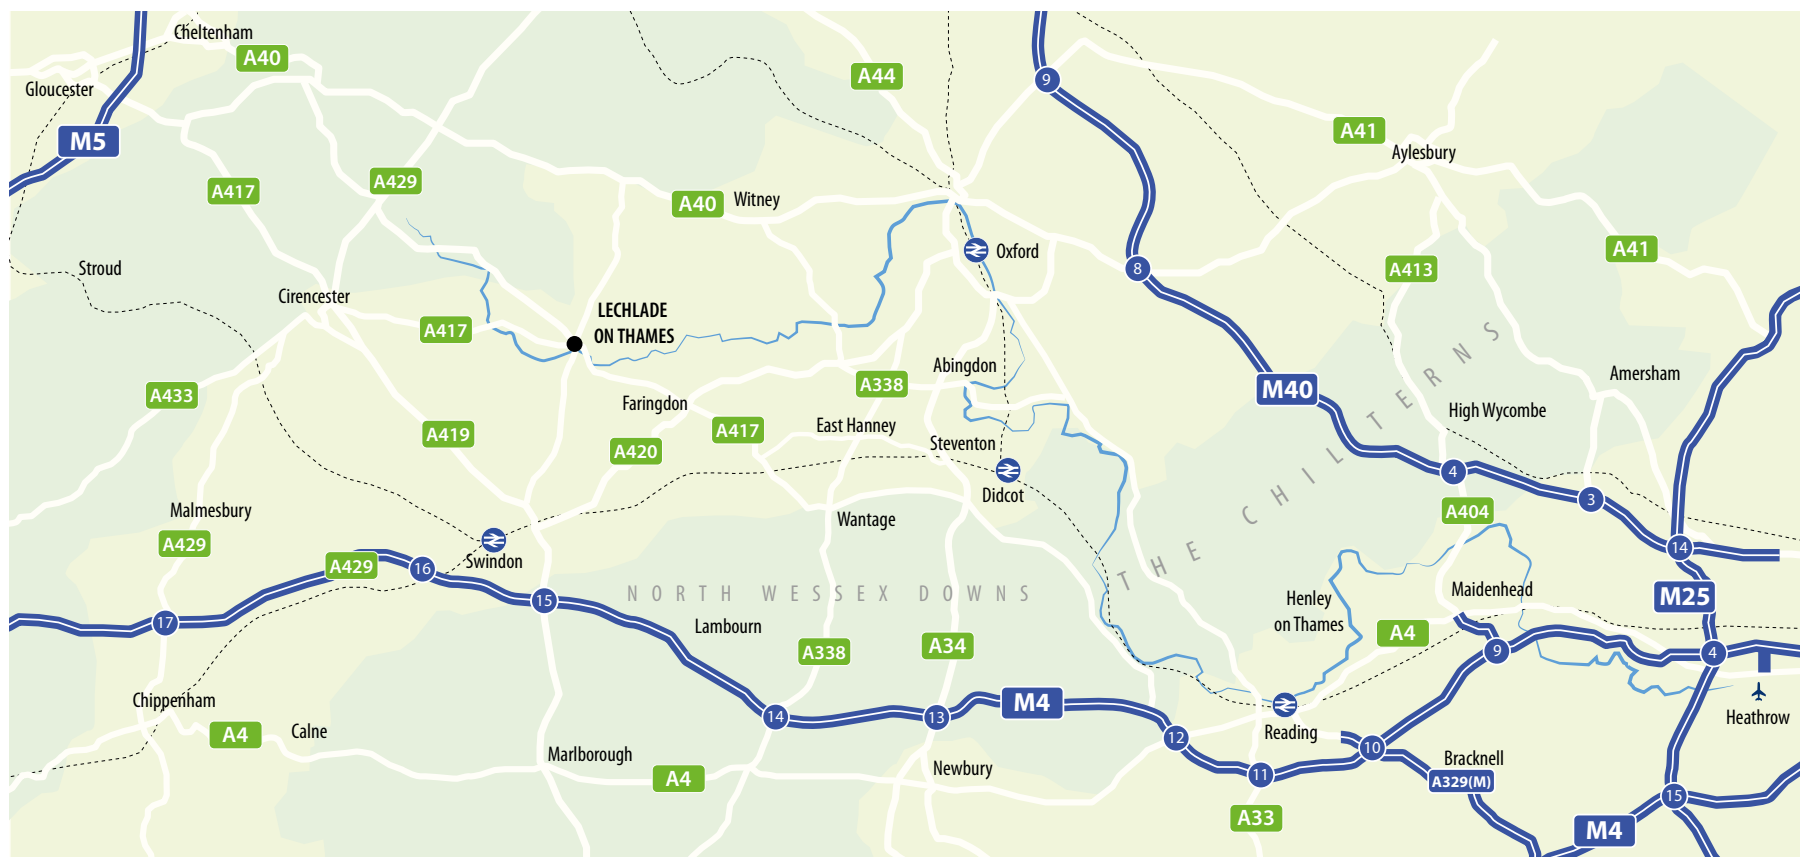 Cheltenham
A40
Gloucester
M5
A44
9
A41
Aylesbury
A417
A429
A40
Witney
Stroud
Cirencester
Oxford
8
A413
A41
A417
LECHLADE
ON THAMES
A433
A419
Faringdon
A338
Abingdon
M40
THE CHILTERNS
Amersham
High Wycombe
A417
East Hanney
Steventon
A420
Didcot
4
3
A404
Malmesbury
A429
Wantage
Swindon
A429
16
15
17
14
NORTH WESSEX DOWNS
Lambourn
A338
A34
Henley
on Thames
Maidenhead
M25
A4
9
4
Chippenham
A4
Calne
14
13
M4
12
Reading
Heathrow
Marlborough
A4
Newbury
11
10
Bracknell
A329(M)
15
A33
M4